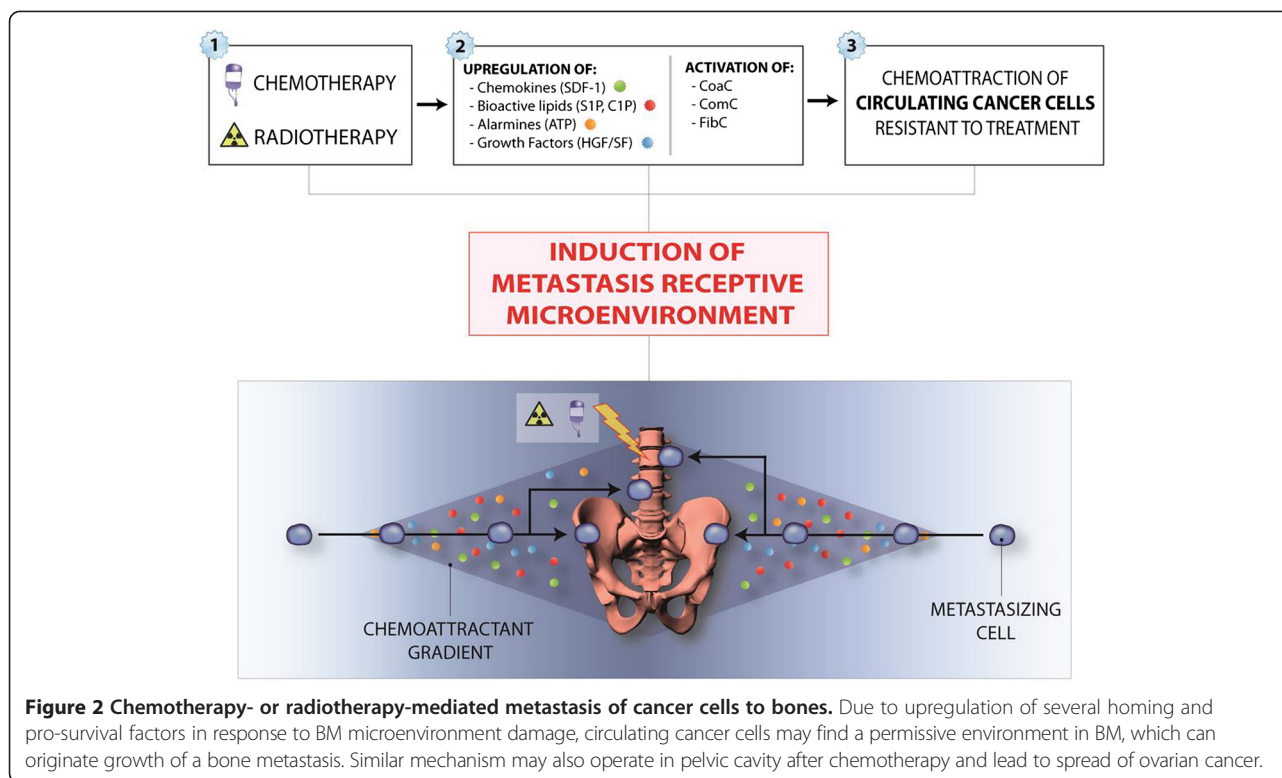 1
CHEMOTHERAPY
RADIOTHERAPY
2
UPREGULATION OF:
- Chemokines (SDF-1)
- Bioactive lipids (S1P, C1P)
- Alarmines (ATP)
- Growth Factors (HGF/SF)
ACTIVATION OF:
- CoaC
- ComC
- FibC
3
CHEMOATTRACTION OF
CIRCULATING CANCER CELLS
RESISTANT TO TREATMENT
INDUCTION OF
METASTASIS RECEPTIVE
MICROENVIRONMENT
CHEMOATTRACTANT
GRADIENT
METASTASIZING
CELL
Figure 2 Chemotherapy- or radiotherapy-mediated metastasis of cancer cells to bones. Due to upregulation of several homing and
pro-survival factors in response to BM microenvironment damage, circulating cancer cells may find a permissive environment in BM, which can
originate growth of a bone metastasis. Similar mechanism may also operate in pelvic cavity after chemotherapy and lead to spread of ovarian cancer.